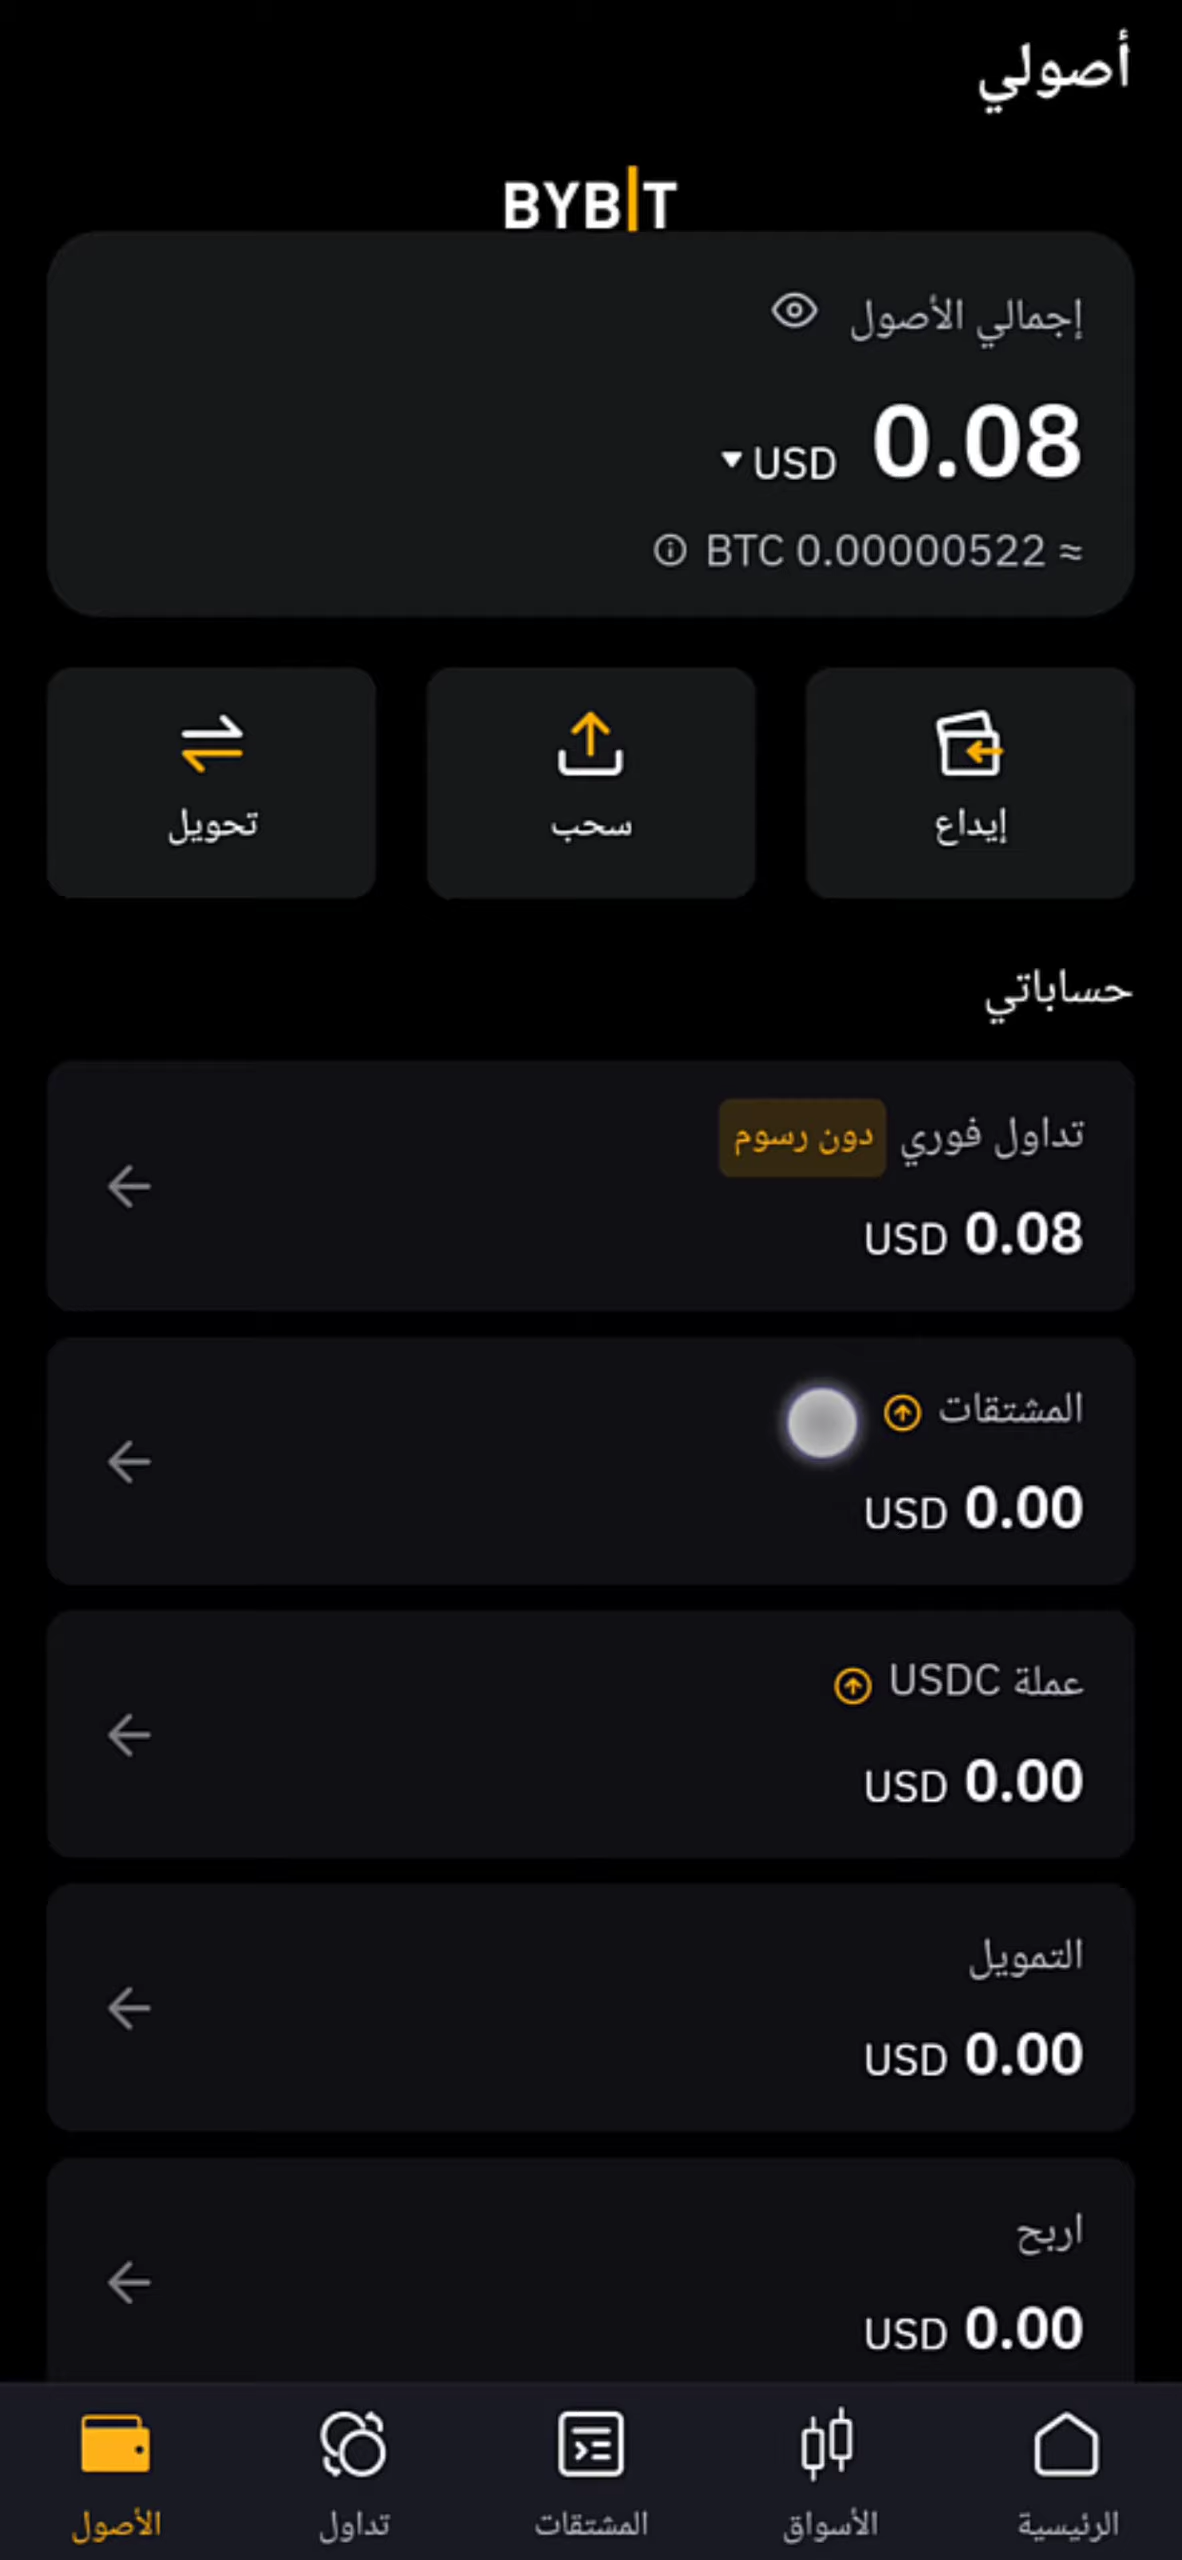 أصولي
BYBIT
إجمالي الأصول
0.08 USD
≈ 0.00000522 BTC
إيداع
سحب
تحويل
حساباتي
تداول فوري دون رسوم
0.08 USD
المشتقات
0.00 USD
عملة USDC
0.00 USD
التمويل
0.00 USD
اربح
0.00 USD
الرئيسية
الأسواق
المشتقات
تداول
الأصول